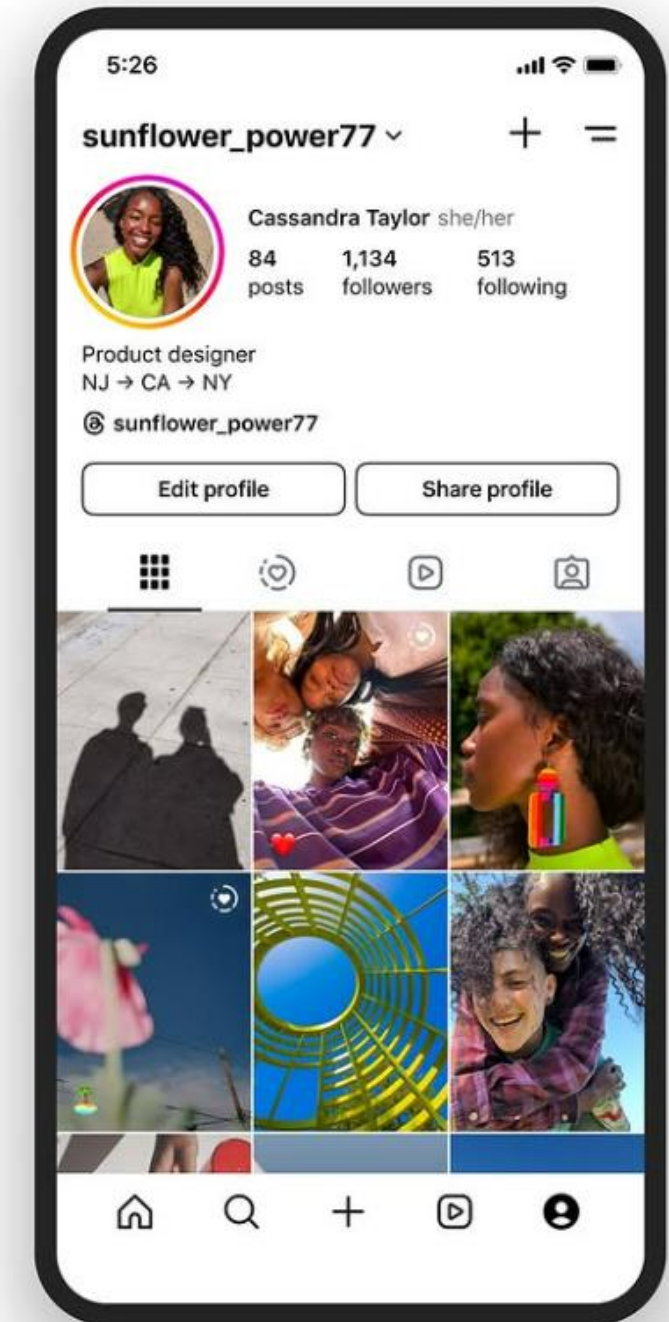 5:26
sunflower_power77
Cassandra Taylor she/her
84 1,134 513
posts followers following
Product designer
NJ → CA → NY
sunflower_power77
Edit profile Share profile